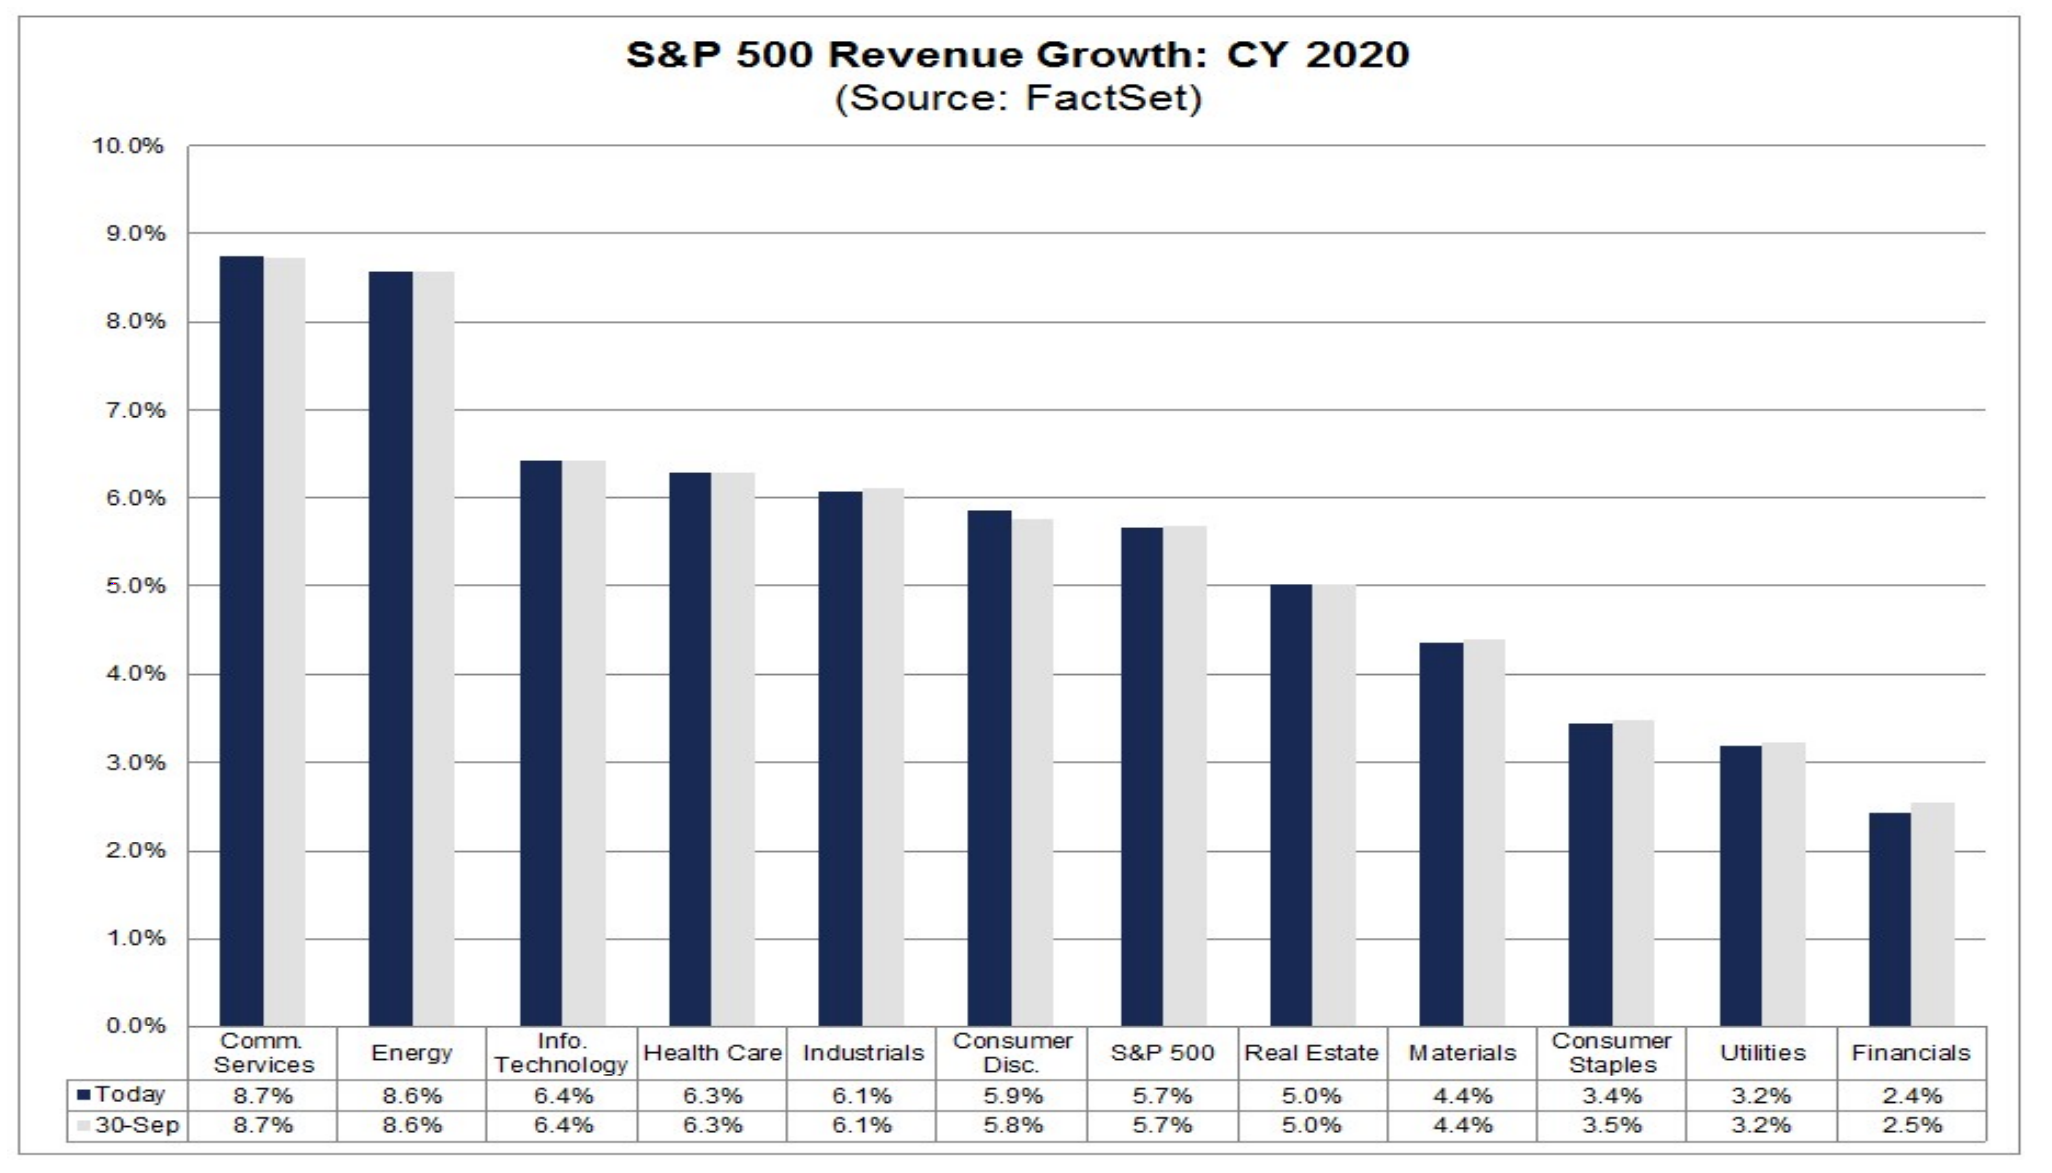 S&P 500 Revenue Growth: CY 2020
(Source: FactSet)
10.0%
9.0%
8.0%
7.0%
6.0%
5.0%
4.0%
3.0%
2.0%
1.0%
0.0%
Comm. Services Energy Info. Technology Health Care Industrials Consumer Disc. S&P 500 Real Estate Materials Consumer Staples Utilities Financials
Today 8.7% 8.6% 6.4% 6.3% 6.1% 5.9% 5.7% 5.0% 4.4% 3.4% 3.2% 2.4%
30-Sep 8.7% 8.6% 6.4% 6.3% 6.1% 5.8% 5.7% 5.0% 4.4% 3.5% 3.2% 2.5%